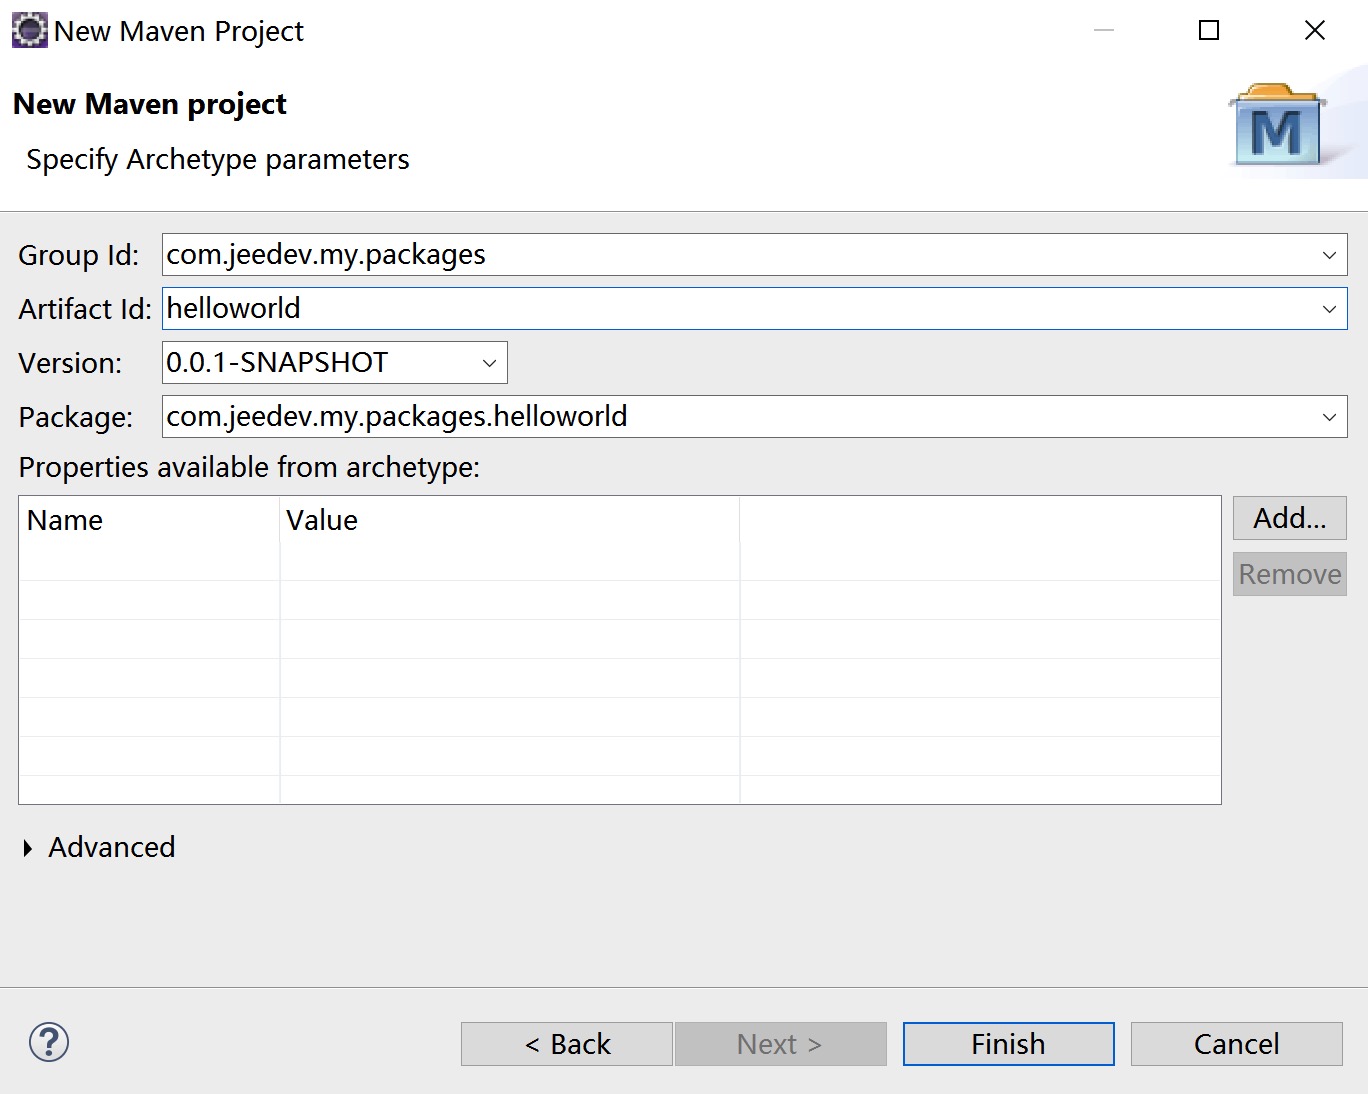 New Maven Project
New Maven project
Specify Archetype parameters
M
Group Id: com.jeedev.my.packages
Artifact Id: helloworld
Version: 0.0.1-SNAPSHOT
Package: com.jeedev.my.packages.helloworld
Properties available from archetype:
Name Value
Add...
Remove
Advanced
? < Back Next > Finish Cancel